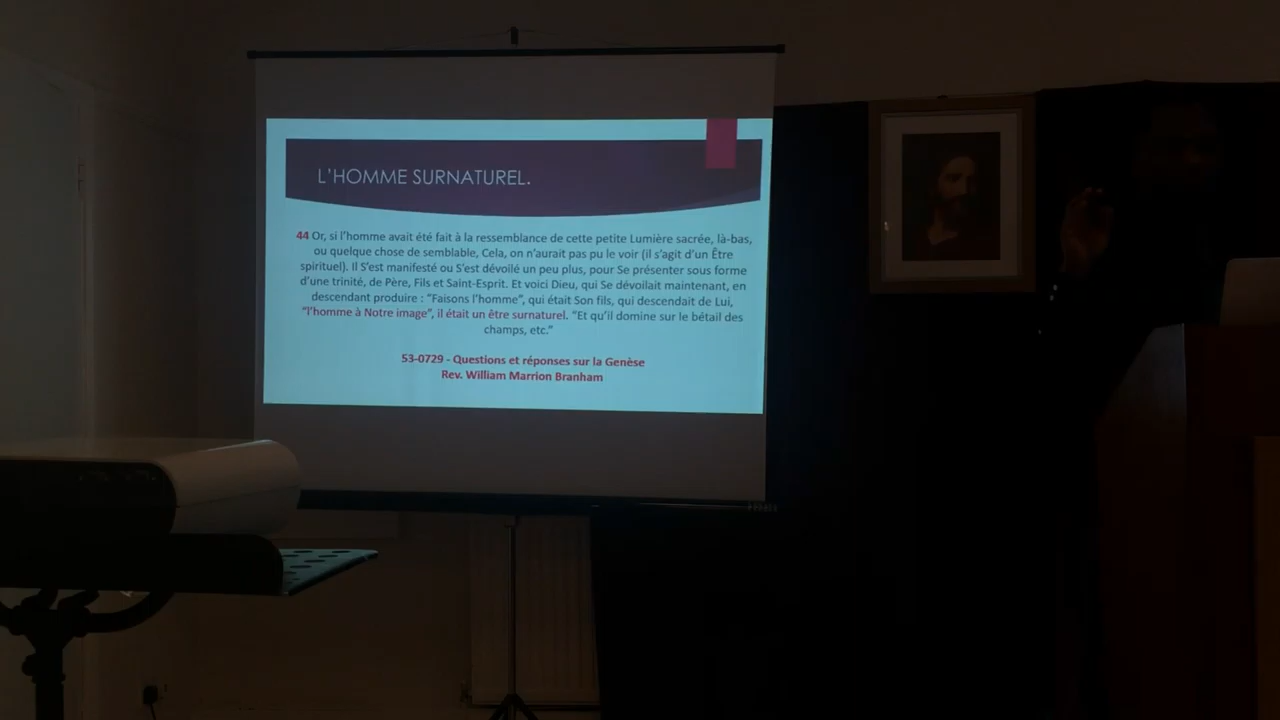 L'HOMME SURNATUREL.
44 Or, si l'homme avait été fait à la ressemblance de cette petite Lumière sacrée, là-bas,
ou quelque chose de semblable, Cela, on n'aurait pas pu le voir (il s'agit d'un Être
spirituel). Il S'est manifesté ou S'est dévoilé un peu plus, pour Se présenter sous forme
d'une trinité, de Père, Fils et Saint-Esprit. Et voici Dieu, qui Se dévoilait maintenant, en
descendant produire : "Faisons l'homme", qui était Son fils, qui descendait de Lui,
"l'homme à Notre image", il était un être surnaturel. "Et qu'il domine sur le bétail des
champs, etc."
53-0729 - Questions et réponses sur la Genèse
Rev. William Marrion Branham